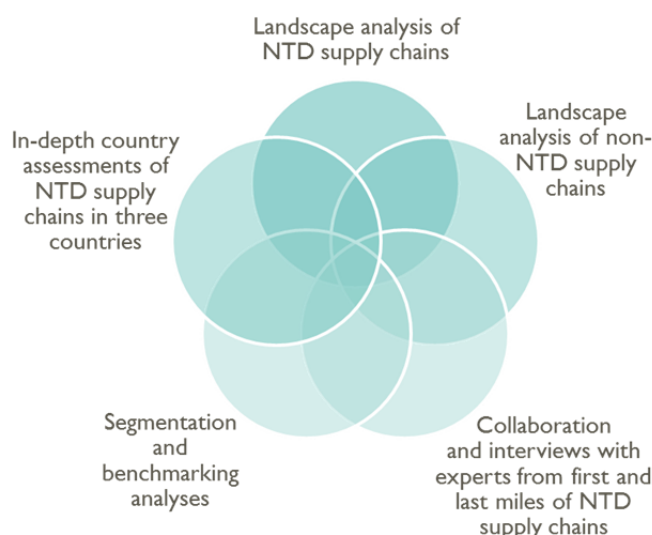 Landscape analysis of
NTD supply chains
Landscape
analysis of non-
NTD supply
chains
In-depth country
assessments of
NTD supply
chains in three
countries
Segmentation
and
benchmarking
analyses
Collaboration
and interviews with
experts from first and
last miles of NTD
supply chains